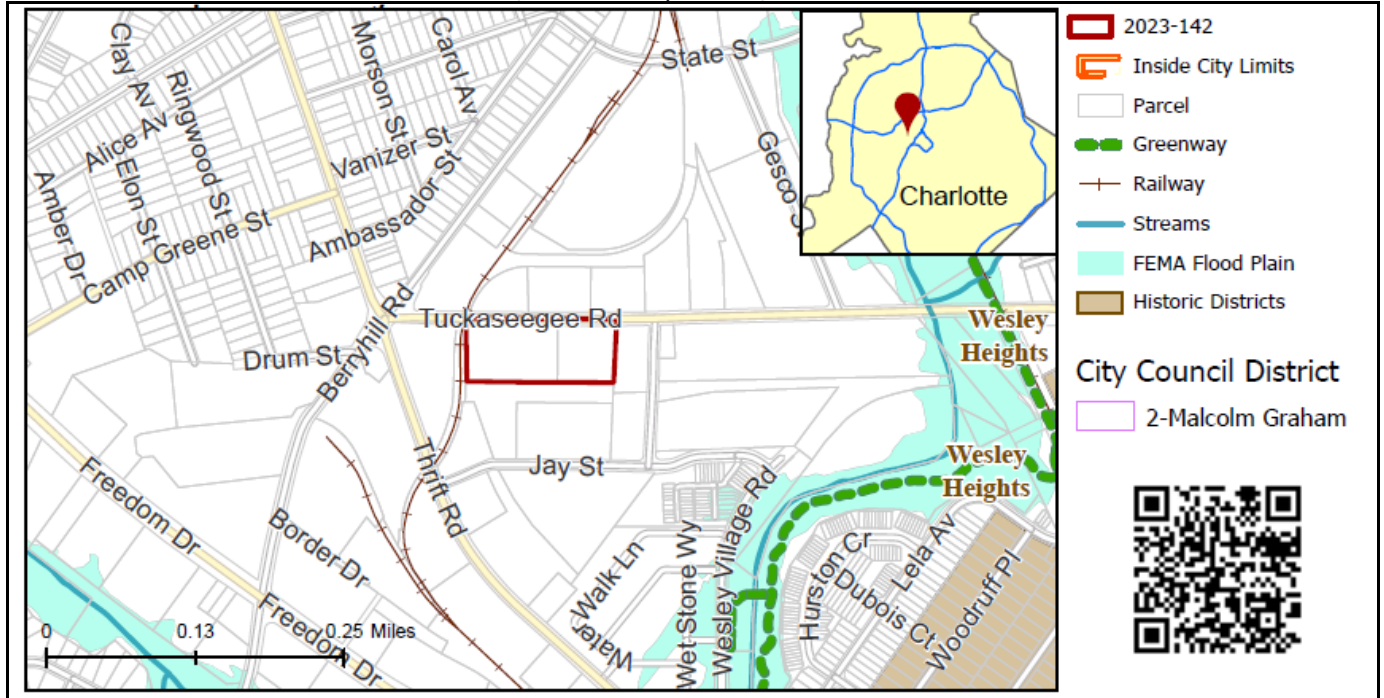 Clay Av
Morson St
Carol Av
State St
Ringwood St
Alice Av
Vanizer St
Elon St
Amber Dr
Ambassador St
Camp Greene St
Berryhill Rd
Drum St
Tuckaseegee Rd
Gesco S
Charlotte
Wesley
Heights
Thrift Rd
Jay St
Wesley
Heights
Freedom Dr
Border Dr
Freedom Dr
Walk Ln
Water
Wet Stone Wy
Wesley Village Rd
Hurston Cr
Dubois Ct
Lela Av
Woodruff Pl
0
0.13
0.25 Miles
2023-142
Inside City Limits
Parcel
Greenway
Railway
Streams
FEMA Flood Plain
Historic Districts
City Council District
2-Malcolm Graham